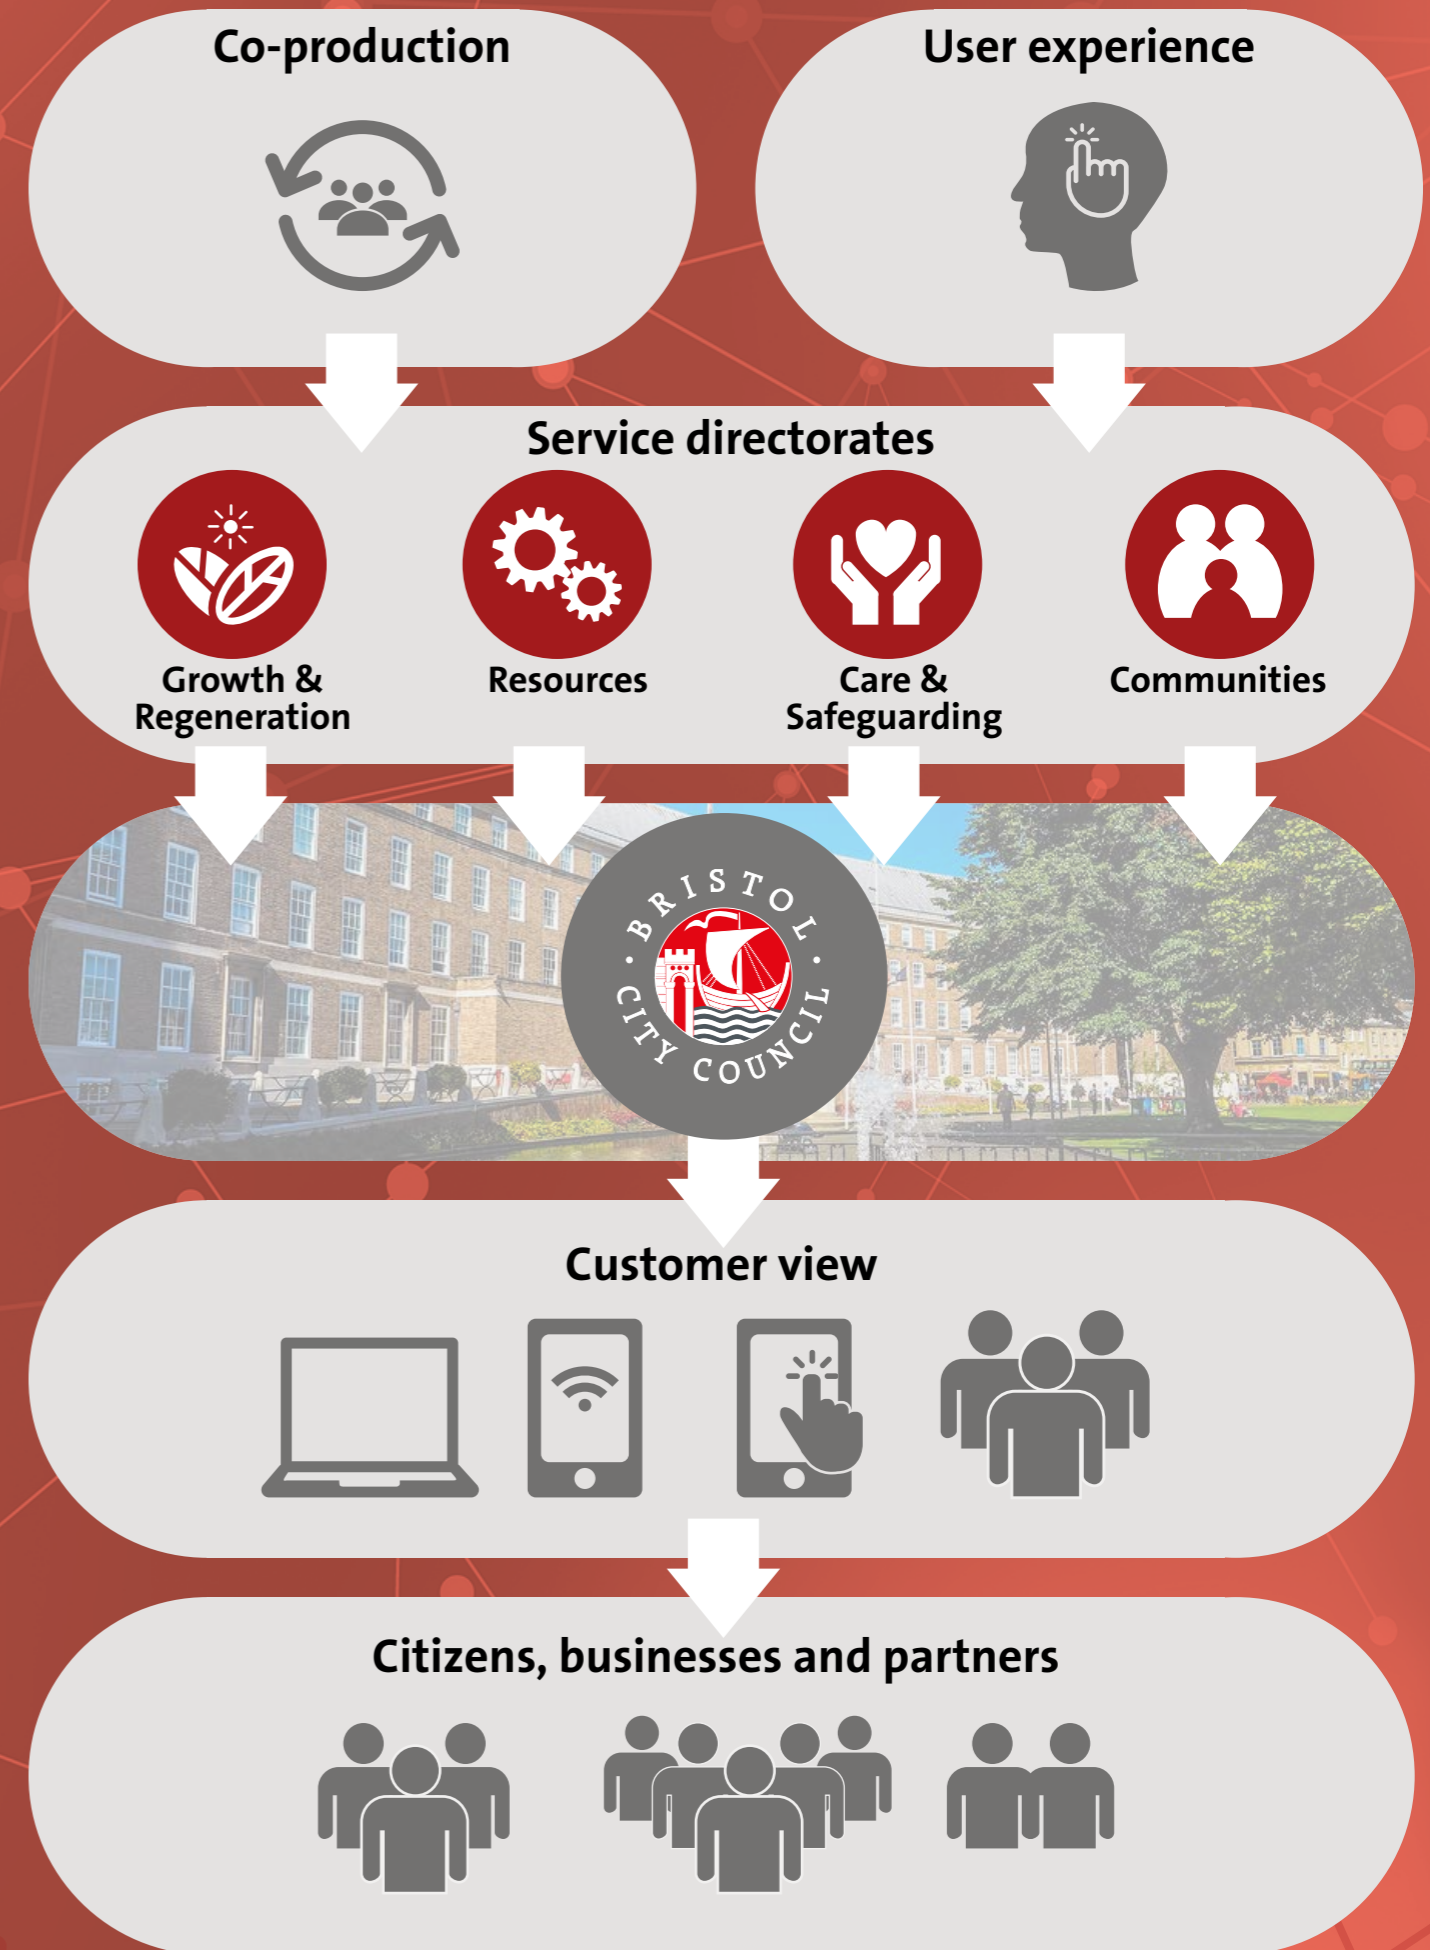 Co-production
User experience
Service directorates
Growth &
Regeneration
Resources
Care &
Safeguarding
Communities
BRISTOL
CITY COUNCIL
Customer view
Citizens, businesses and partners